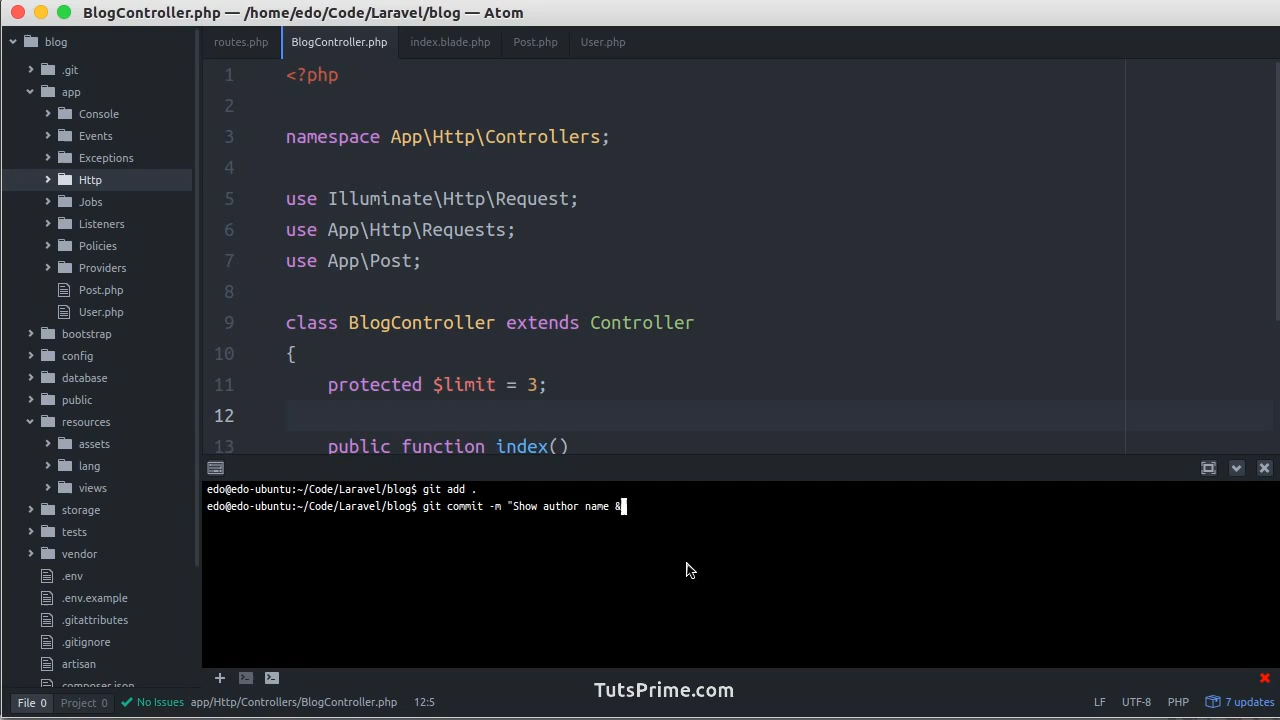 BlogController.php — /home/edo/Code/Laravel/blog — Atom
blog
.git
app
Console
Events
Exceptions
Http
Jobs
Listeners
Policies
Providers
Post.php
User.php
bootstrap
config
database
public
resources
assets
lang
views
storage
tests
vendor
.env
.env.example
.gitattributes
.gitignore
artisan
composer.json
routes.php BlogController.php index.blade.php Post.php User.php
1 <?php
2
3 namespace App\Http\Controllers;
4
5 use Illuminate\Http\Request;
6 use App\Http\Requests;
7 use App\Post;
8
9 class BlogController extends Controller
10 {
11 protected $limit = 3;
12
13 public function index()
edo@edo-ubuntu:~/Code/Laravel/blog$ git add .
edo@edo-ubuntu:~/Code/Laravel/blog$ git commit -m "Show author name &
TutsPrime.com
File 0 Project 0 No Issues app/Http/Controllers/BlogController.php 12:5 LF UTF-8 PHP 7 updates